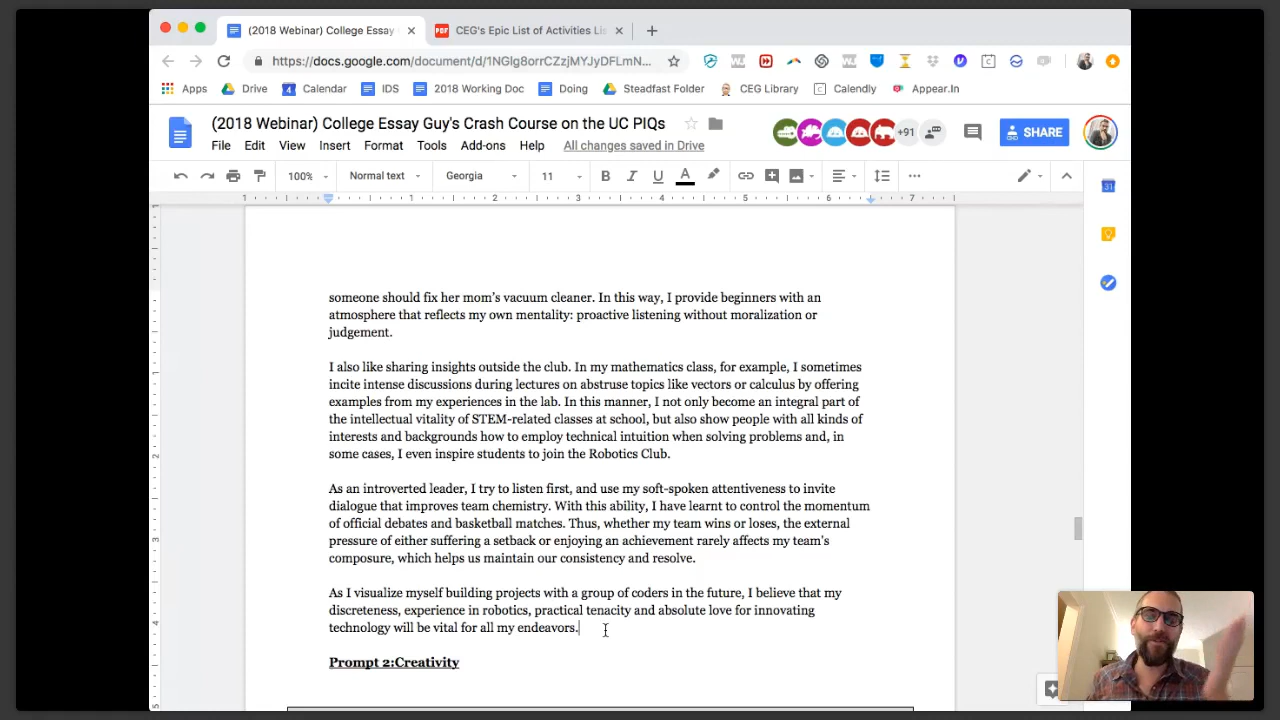 (2018 Webinar) College Essay
PDF CEG's Epic List of Activities Lis
https://docs.google.com/document/d/1NGlg8orrCZzjMYJyDFLmN...
Apps Drive Calendar IDS 2018 Working Doc Doing Steadfast Folder CEG Library Calendly Appear.In
(2018 Webinar) College Essay Guy's Crash Course on the UC PIQs
+91
SHARE
File Edit View Insert Format Tools Add-ons Help All changes saved in Drive
100% Normal text Georgia 11 B I U A
1 1 2 3 4 5 6 7
31
someone should fix her mom's vacuum cleaner. In this way, I provide beginners with an
atmosphere that reflects my own mentality: proactive listening without moralization or
judgement.
I also like sharing insights outside the club. In my mathematics class, for example, I sometimes
incite intense discussions during lectures on abstruse topics like vectors or calculus by offering
examples from my experiences in the lab. In this manner, I not only become an integral part of
the intellectual vitality of STEM-related classes at school, but also show people with all kinds of
interests and backgrounds how to employ technical intuition when solving problems and, in
some cases, I even inspire students to join the Robotics Club.
As an introverted leader, I try to listen first, and use my soft-spoken attentiveness to invite
dialogue that improves team chemistry. With this ability, I have learnt to control the momentum
of official debates and basketball matches. Thus, whether my team wins or loses, the external
pressure of either suffering a setback or enjoying an achievement rarely affects my team's
composure, which helps us maintain our consistency and resolve.
As I visualize myself building projects with a group of coders in the future, I believe that my
discreteness, experience in robotics, practical tenacity and absolute love for innovating
technology will be vital for all my endeavors.
Prompt 2:Creativity